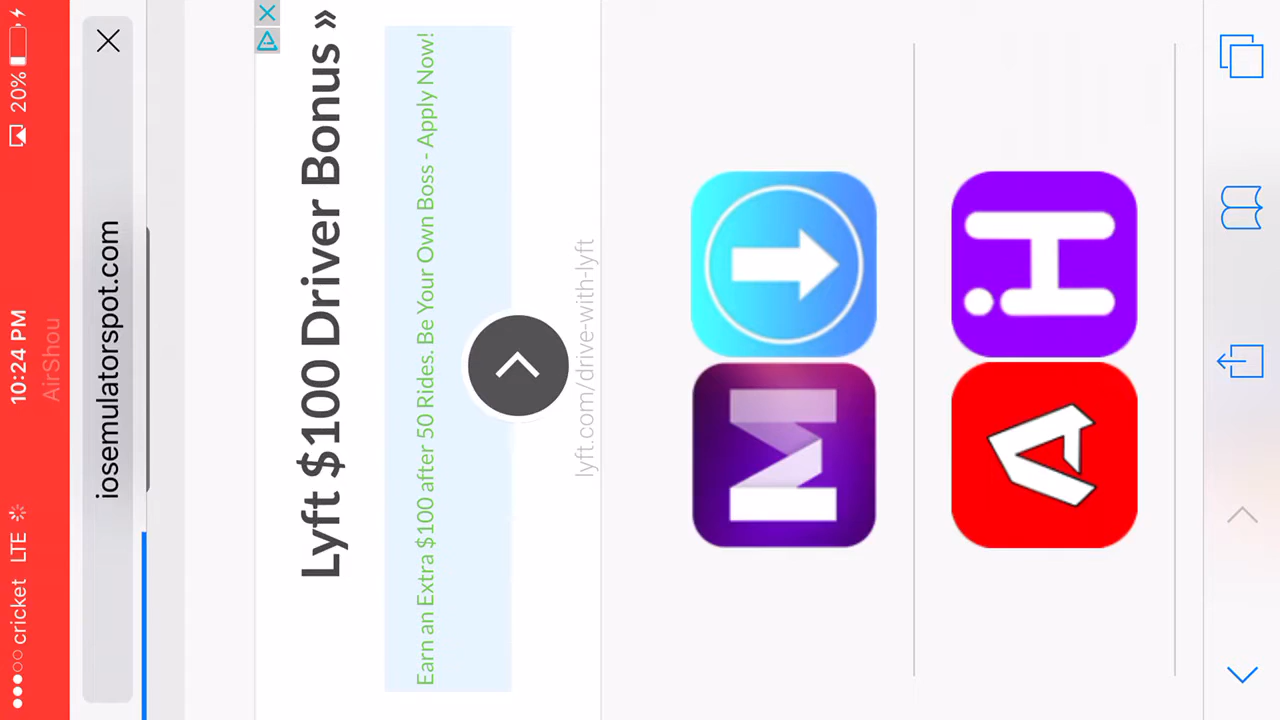 cricket LTE 10:24 PM 20%
AirShou
iosemulatorspot.com
Lyft $100 Driver Bonus »
Earn an Extra $100 after 50 Rides. Be Your Own Boss - Apply Now!
lyft.com/drive-with-lyft
M
iH
A